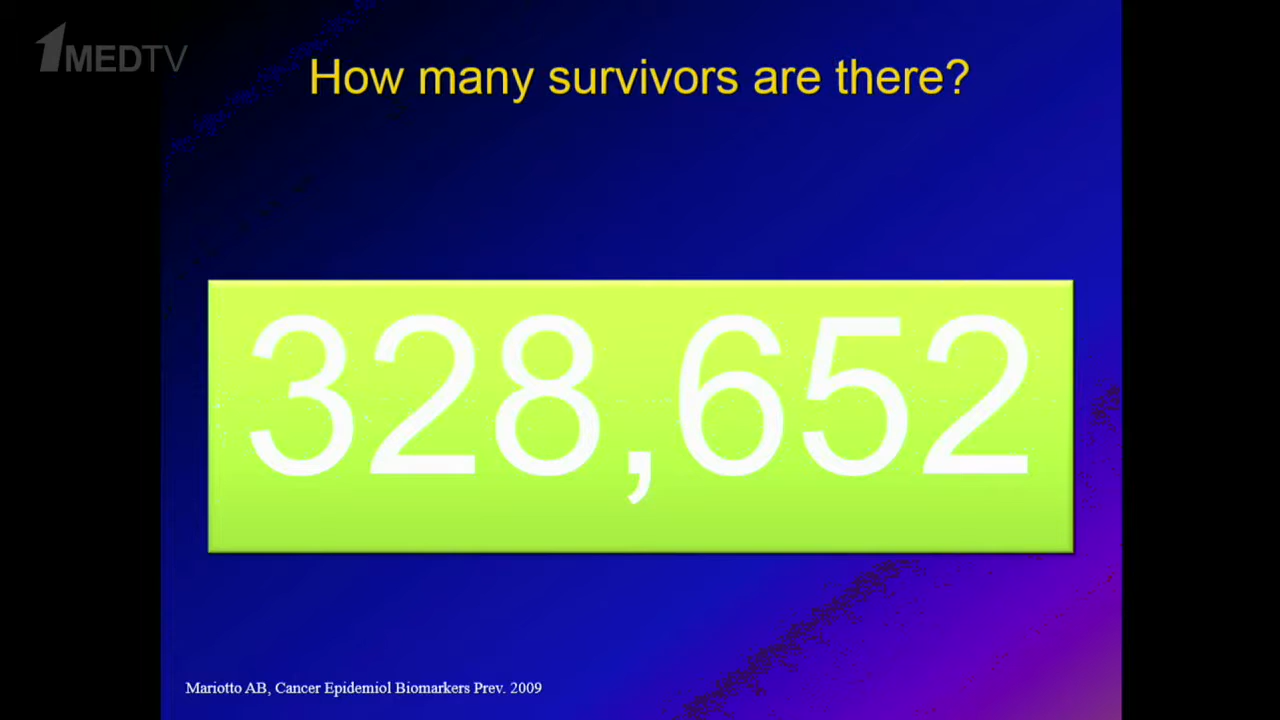 1MEDTV
How many survivors are there?
328,652
Mariotto AB, Cancer Epidemiol Biomarkers Prev. 2009